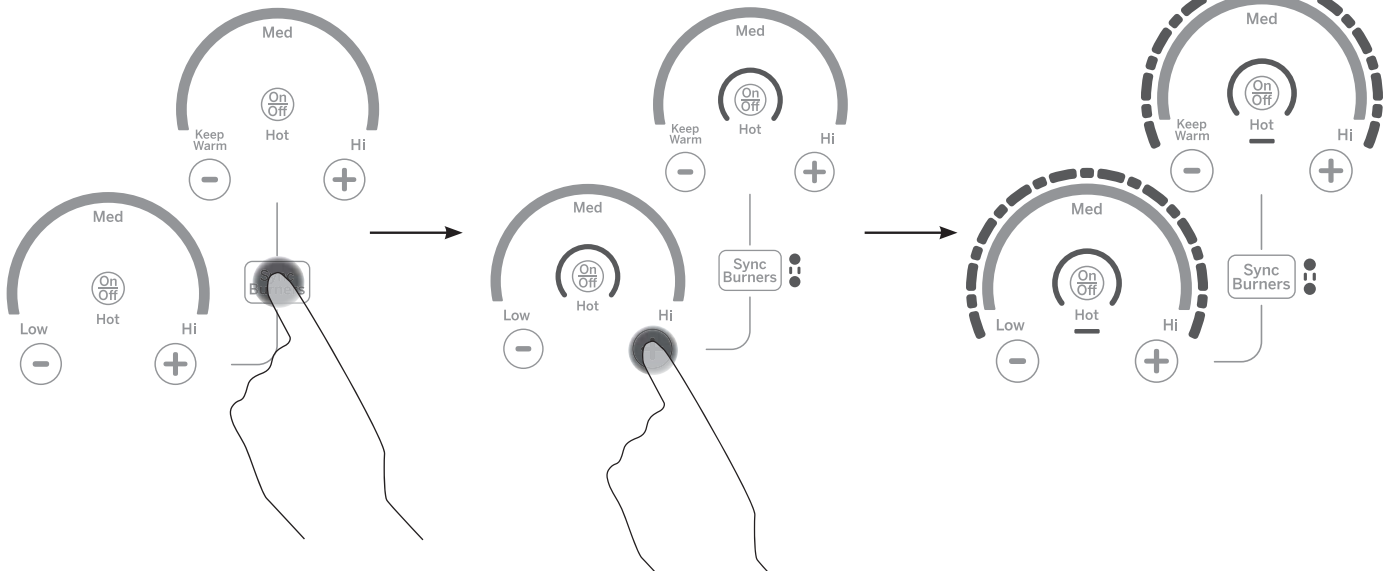 Med
On
Off
Keep
Warm
Hot
Hi
- +
Med
On
Off
Hot
Low
Hi
- +
Med
On
Off
Keep
Warm
Hot
Hi
- +
Med
On
Off
Hot
Low
Hi
-
Sync
Burners
Med
On
Off
Keep
Warm
Hot
Hi
- +
Med
On
Off
Hot
Low
Hi
- +
Sync
Burners